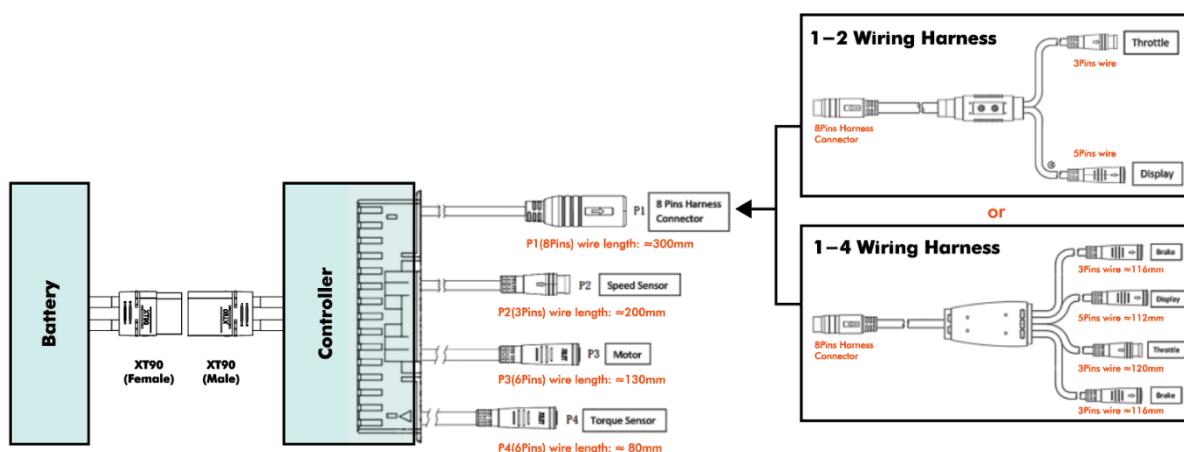 Battery
XT90
(Female)
XT90
(Male)
Controller
P1
8 Pins Harness
Connector
P1(8Pins) wire length: ≈300mm
P2
Speed Sensor
P2(3Pins) wire length: ≈200mm
P3
Motor
P3(6Pins) wire length: ≈130mm
P4
Torque Sensor
P4(6Pins) wire length: ≈ 80mm
1–2 Wiring Harness
Throttle
3Pins wire
8Pins Harness
Connector
5Pins wire
Display
or
1–4 Wiring Harness
Brake
3Pins wire ≈116mm
Display
5Pins wire ≈112mm
8Pins Harness
Connector
Throttle
3Pins wire ≈120mm
Brake
3Pins wire ≈116mm